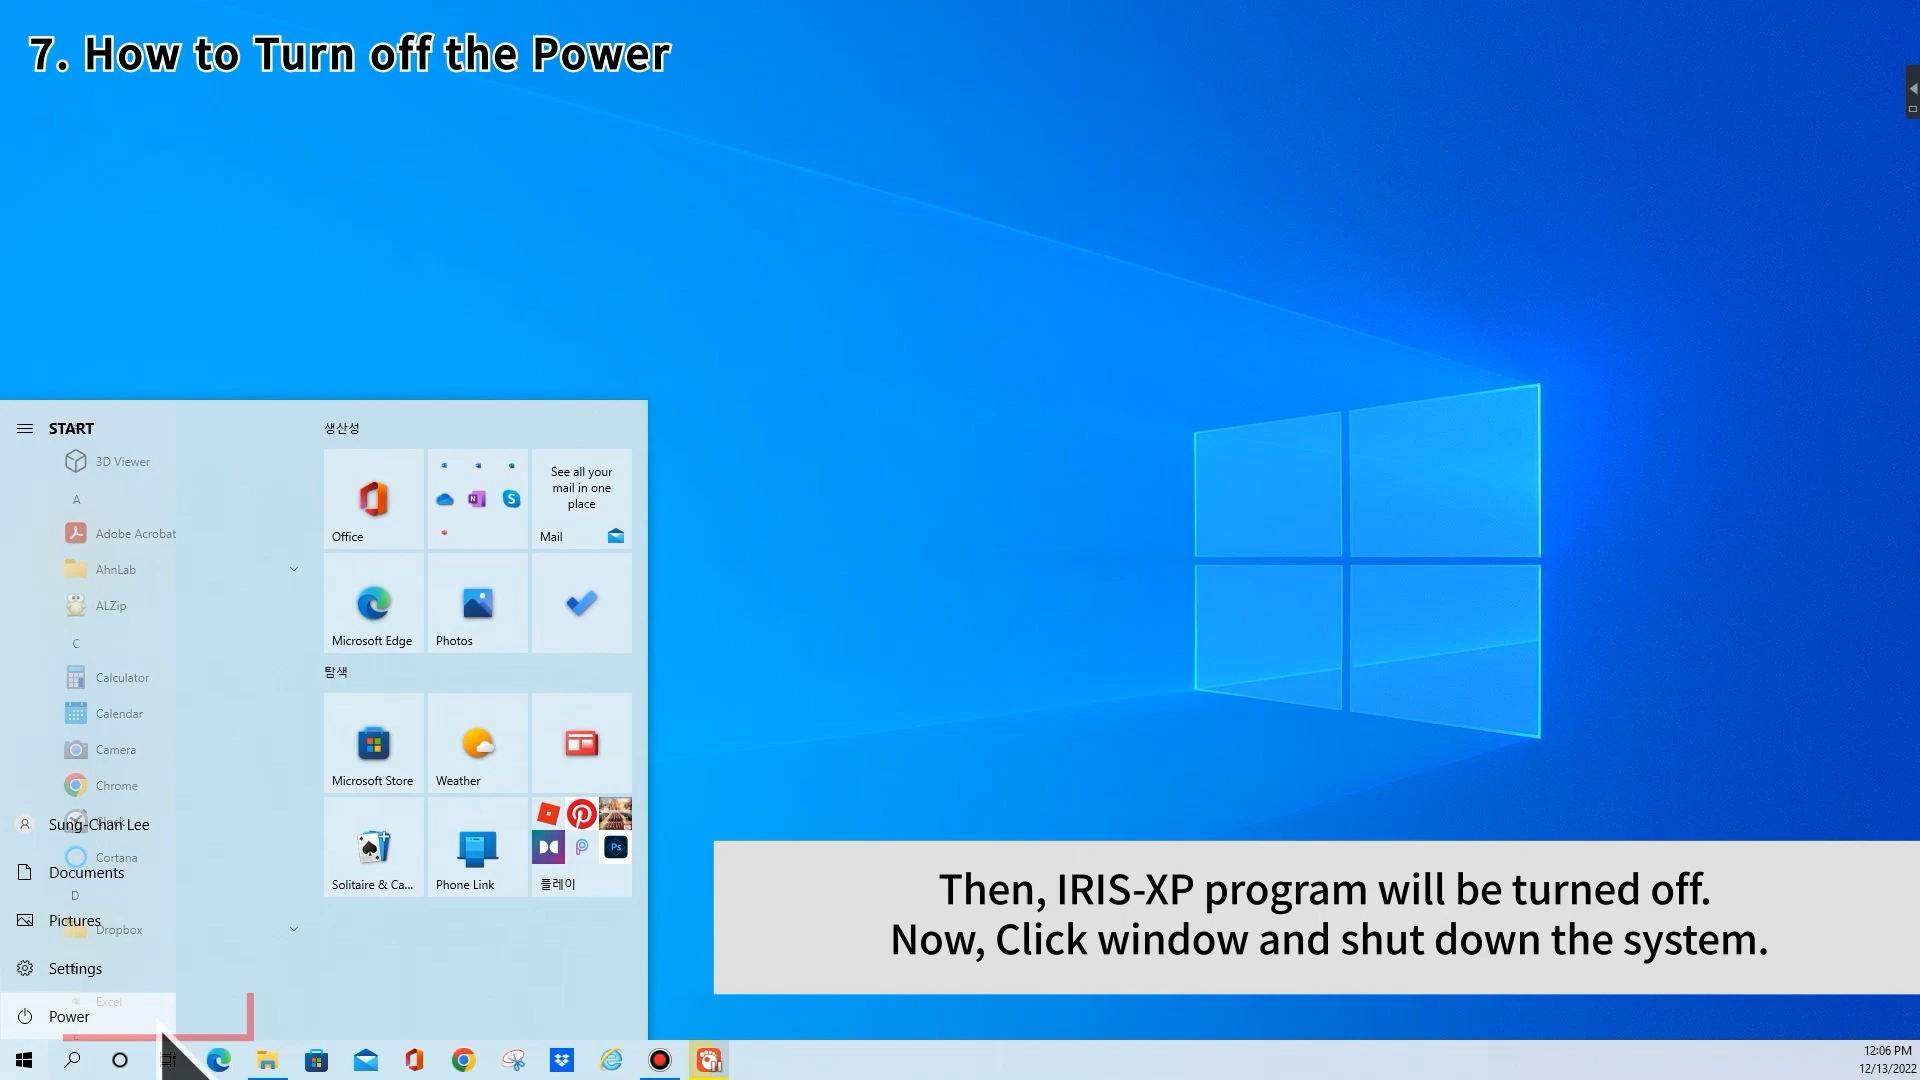 7. How to Turn off the Power
START
3D Viewer
A
Adobe Acrobat
AhnLab
ALZip
C
Calculator
Calendar
Camera
Chrome
Sung-Chan Lee
Cortana
Documents
D
Pictures
Dropbox
Settings
Excel
Power
생산성
Office
See all your
mail in one
place
Mail
Microsoft Edge
Photos
탐색
Microsoft Store
Weather
Solitaire & Ca...
Phone Link
Ps
플레이
Then, IRIS-XP program will be turned off.
Now, Click window and shut down the system.
12:06 PM
12/13/2022